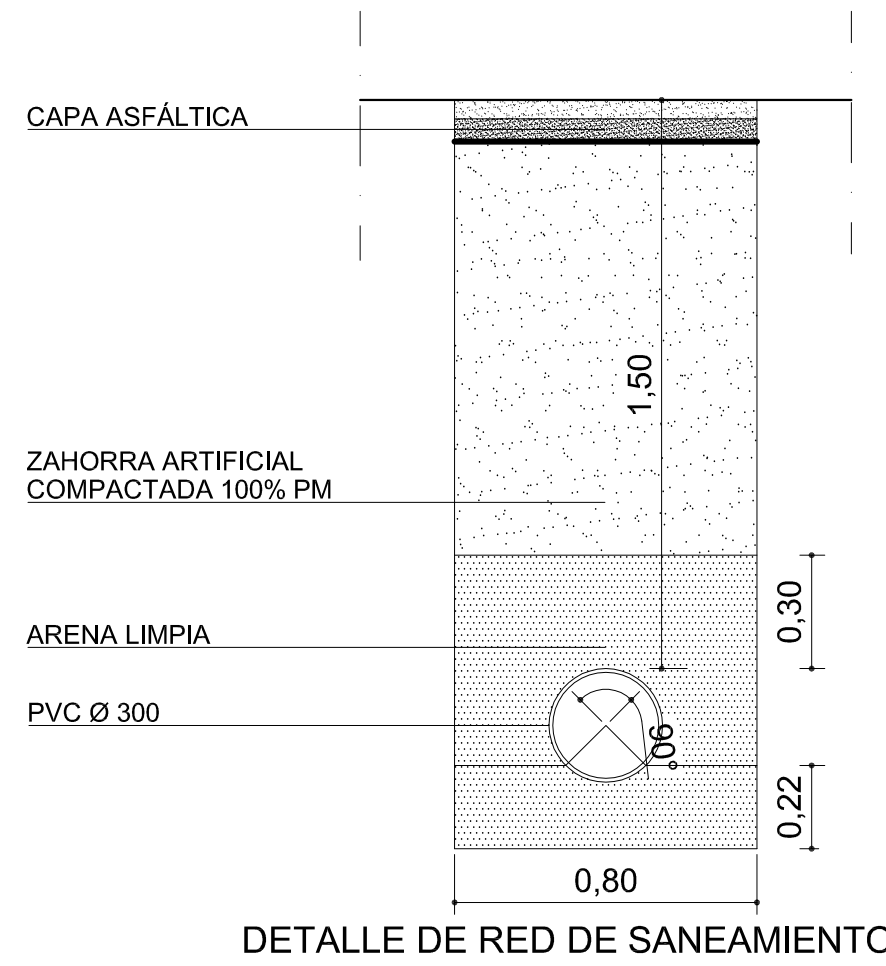 CAPA ASFÁLTICA
1,50
ZAHORRA ARTIFICIAL
COMPACTADA 100% PM
0,30
ARENA LIMPIA
PVC Ø 300
90°
0,22
0,80
DETALLE DE RED DE SANEAMIENTO